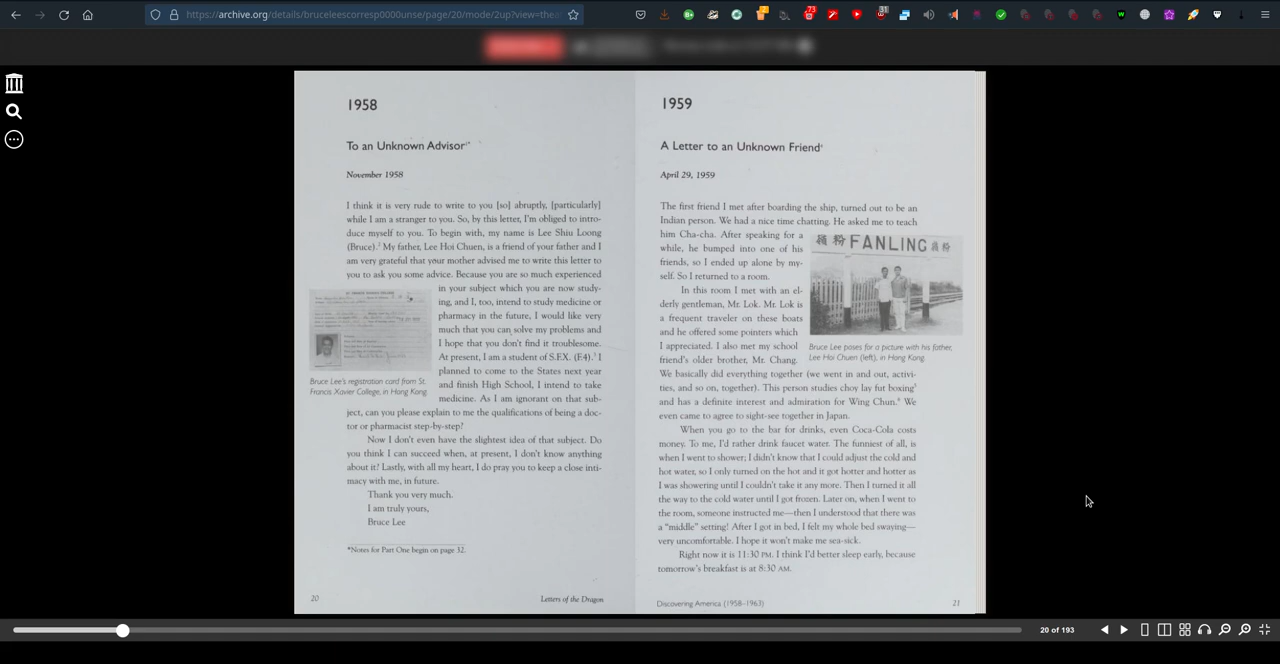 https://archive.org/details/bruceleescorresp0000unse/page/20/mode/2up?view=the
1958
To an Unknown Advisor¹*
November 1958
I think it is very rude to write to you [so] abruptly, [particularly]
while I am a stranger to you. So, by this letter, I'm obliged to intro-
duce myself to you. To begin with, my name is Lee Shiu Loong
(Bruce).² My father, Lee Hoi Chuen, is a friend of your father and I
am very grateful that your mother advised me to write this letter to
you to ask you some advice. Because you are so much experienced
in your subject which you are now study-
ing, and I, too, intend to study medicine or
pharmacy in the future, I would like very
much that you can solve my problems and
I hope that you don't find it troublesome.
At present, I am a student of S.F.X. (F.4).³ I
planned to come to the States next year
and finish High School, I intend to take
medicine. As I am ignorant on that sub-
ject, can you please explain to me the qualifications of being a doc-
tor or pharmacist step-by-step?
Bruce Lee's registration card from St.
Francis Xavier College, in Hong Kong.
Now I don't even have the slightest idea of that subject. Do
you think I can succeed when, at present, I don't know anything
about it? Lastly, with all my heart, I do pray you to keep a close inti-
macy with me, in future.
Thank you very much.
I am truly yours,
Bruce Lee
*Notes for Part One begin on page 32.
20
Letters of the Dragon
1959
A Letter to an Unknown Friend⁴
April 29, 1959
The first friend I met after boarding the ship, turned out to be an
Indian person. We had a nice time chatting. He asked me to teach
him Cha-cha. After speaking for a
while, he bumped into one of his
friends, so I ended up alone by my-
self. So I returned to a room.
In this room I met with an el-
derly gentleman, Mr. Lok. Mr. Lok is
a frequent traveler on these boats
and he offered some pointers which
I appreciated. I also met my school
friend's older brother, Mr. Chang.
嶺粉 FANLING 嶺粉
Bruce Lee poses for a picture with his father,
Lee Hoi Chuen (left), in Hong Kong.
We basically did everything together (we went in and out, activi-
ties, and so on, together). This person studies choy lay fut boxing⁵
and has a definite interest and admiration for Wing Chun.⁶ We
even came to agree to sight-see together in Japan.
When you go to the bar for drinks, even Coca-Cola costs
money. To me, I'd rather drink faucet water. The funniest of all, is
when I went to shower; I didn't know that I could adjust the cold and
hot water, so I only turned on the hot and it got hotter and hotter as
I was showering until I couldn't take it any more. Then I turned it all
the way to the cold water until I got frozen. Later on, when I went to
the room, someone instructed me—then I understood that there was
a "middle" setting! After I got in bed, I felt my whole bed swaying—
very uncomfortable. I hope it won't make me sea-sick.
Right now it is 11:30 PM. I think I'd better sleep early, because
tomorrow's breakfast is at 8:30 AM.
Discovering America (1958–1963)
21
20 of 193